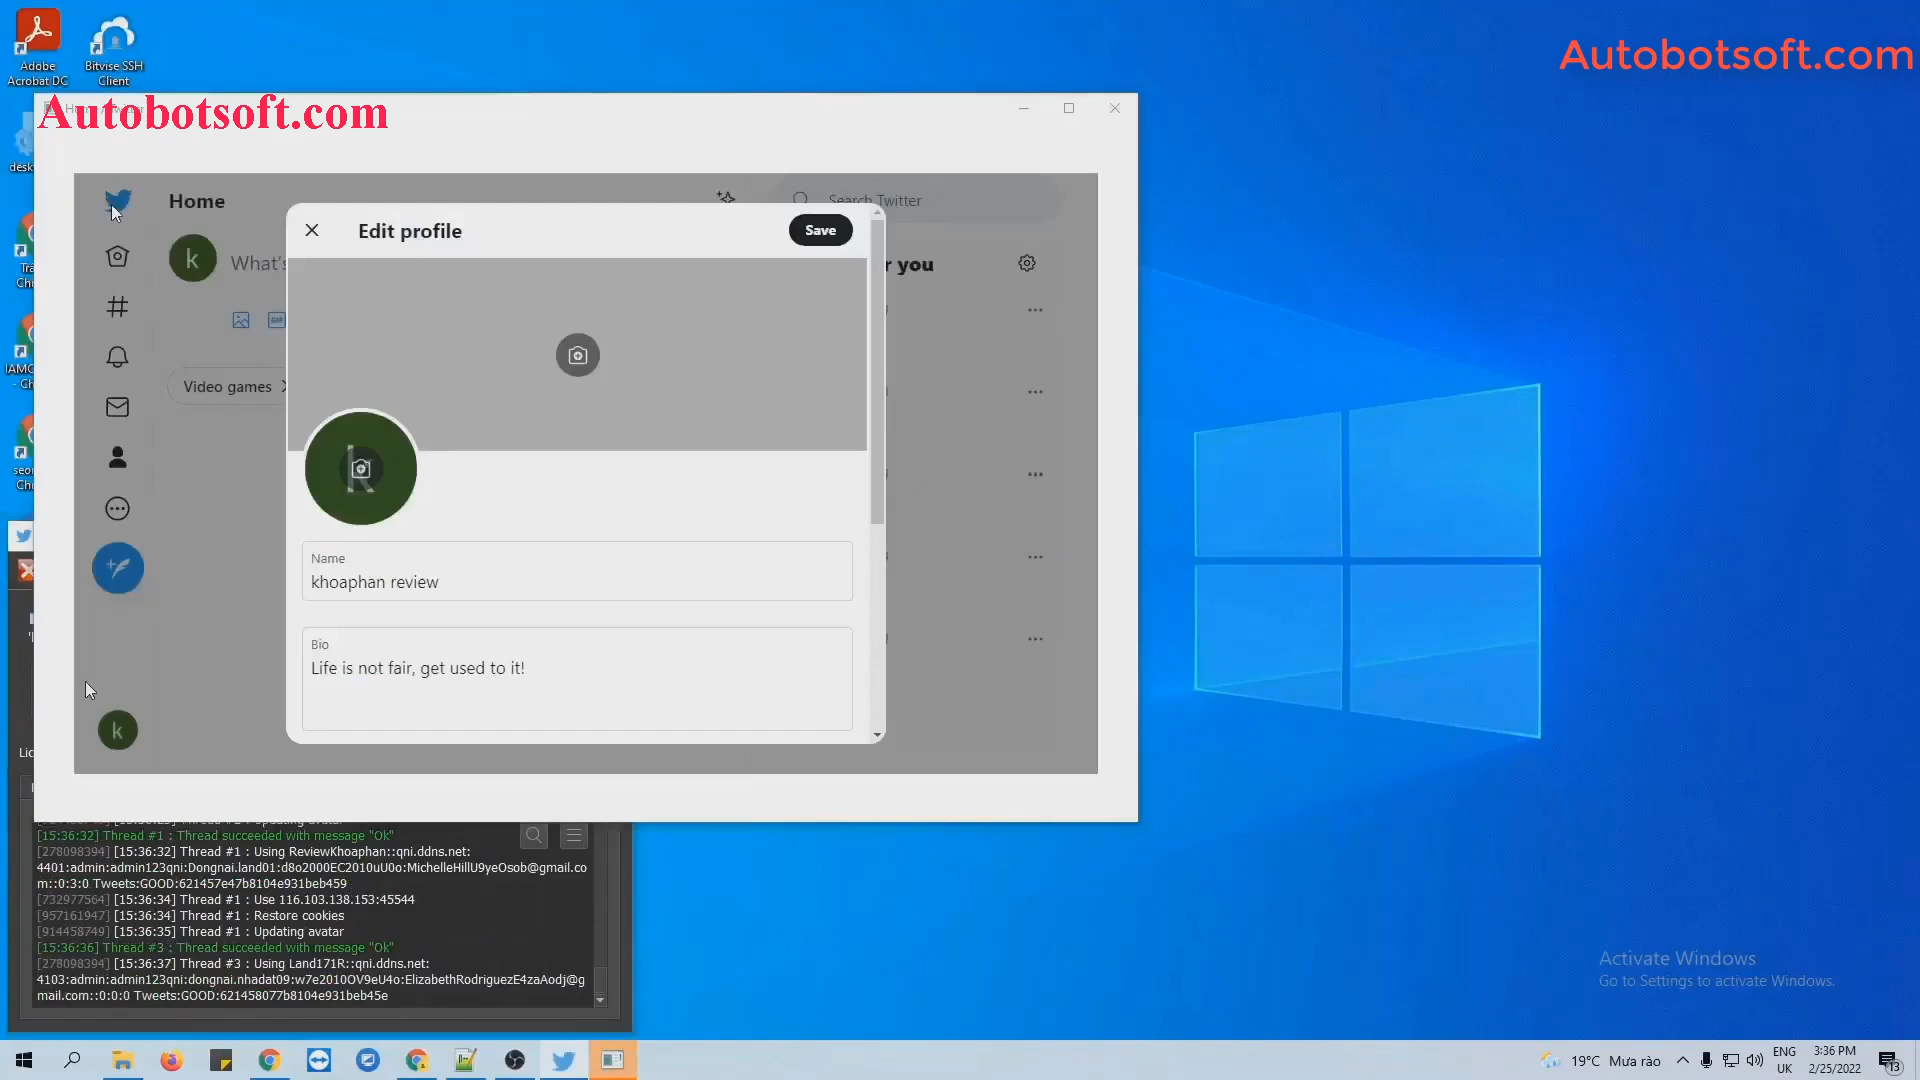 Adobe
Acrobat DC
Bitvise SSH
Client
Autobotsoft.com
Autobotsoft.com
Home
Search Twitter
Edit profile
Save
k
What's
r you
GIF
Video games
k
Name
khoaphan review
Bio
Life is not fair, get used to it!
k
[15:36:32] Thread #1 : Thread succeeded with message "Ok"
[278098394] [15:36:32] Thread #1 : Using ReviewKhoaphan::qni.ddns.net:
4401:admin:admin123qni:Dongnai.land01:d8o2000EC2010uU0o:MichelleHillU9yeOsob@gmail.co
m::0:3:0 Tweets:GOOD:621457e47b8104e931beb459
[732977564] [15:36:34] Thread #1 : Use 116.103.138.153:45544
[957161947] [15:36:34] Thread #1 : Restore cookies
[914458749] [15:36:35] Thread #1 : Updating avatar
[15:36:36] Thread #3 : Thread succeeded with message "Ok"
[278098394] [15:36:37] Thread #3 : Using Land171R::qni.ddns.net:
4103:admin:admin123qni:dongnai.nhadat09:w7e2010OV9eU4o:ElizabethRodriguezE4zaAodj@g
mail.com::0:0:0 Tweets:GOOD:621458077b8104e931beb45e
Activate Windows
Go to Settings to activate Windows.
19°C Mưa rào
ENG
UK
3:36 PM
2/25/2022
13